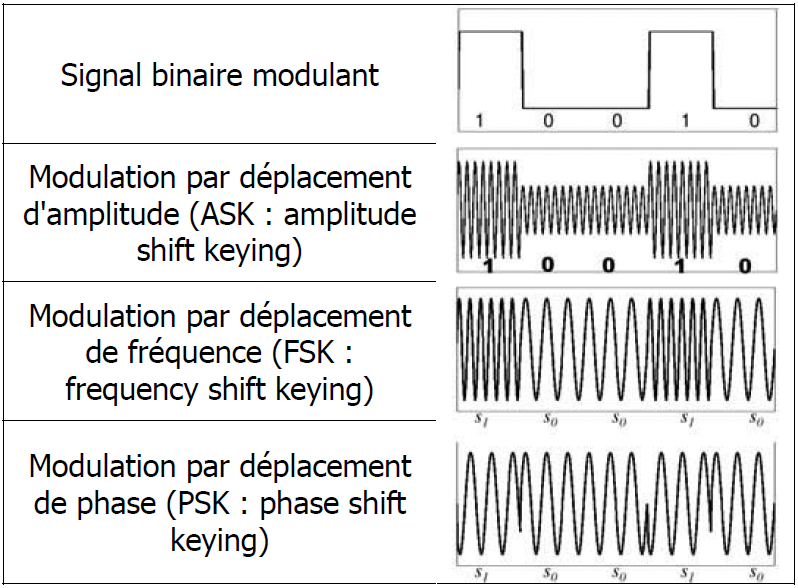 Signal binaire modulant
1 0 0 1 0
Modulation par déplacement
d'amplitude (ASK : amplitude
shift keying)
1 0 0 1 0
Modulation par déplacement
de fréquence (FSK :
frequency shift keying)
s1 s0 s0 s1 s0
Modulation par déplacement
de phase (PSK : phase shift
keying)
s1 s0 s0 s1 s0